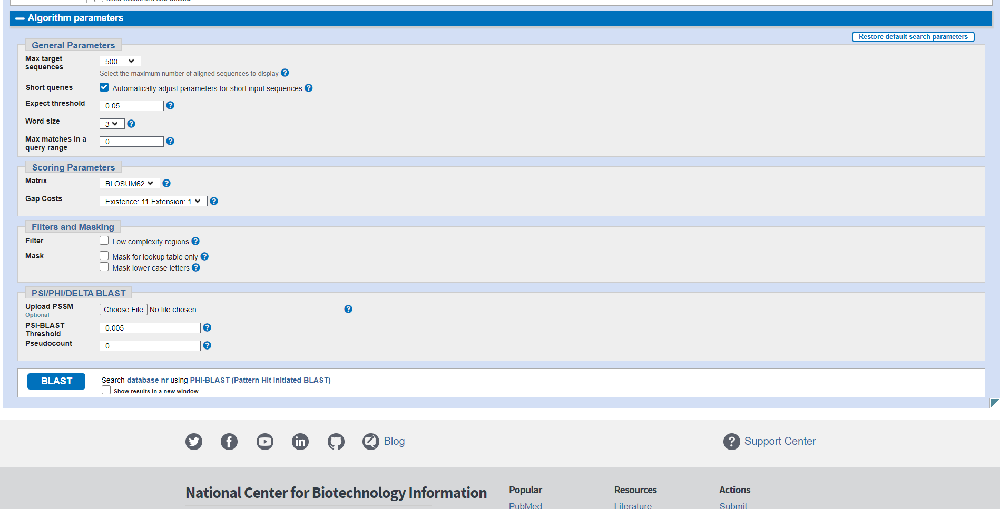 Show results in a new window
Algorithm parameters
Restore default search parameters
General Parameters
Max target
sequences
500
Select the maximum number of aligned sequences to display
Short queries
Automatically adjust parameters for short input sequences
Expect threshold
0.05
Word size
3
Max matches in a
query range
0
Scoring Parameters
Matrix
BLOSUM62
Gap Costs
Existence: 11 Extension: 1
Filters and Masking
Filter
Low complexity regions
Mask
Mask for lookup table only
Mask lower case letters
PSI/PHI/DELTA BLAST
Upload PSSM
Optional
Choose File No file chosen
PSI-BLAST
Threshold
0.005
Pseudocount
0
BLAST
Search database nr using PHI-BLAST (Pattern Hit Initiated BLAST)
Show results in a new window
Blog
Support Center
National Center for Biotechnology Information
Popular
Resources
Actions
PubMed
Literature
Submit